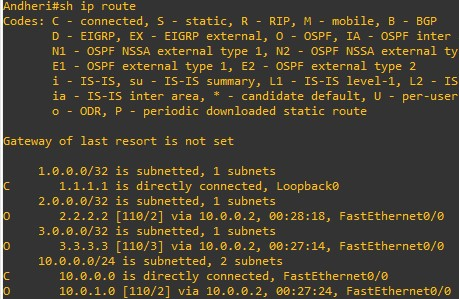 Andheri#sh ip route
Codes: C - connected, S - static, R - RIP, M - mobile, B - BGP
       D - EIGRP, EX - EIGRP external, O - OSPF, IA - OSPF inter
       N1 - OSPF NSSA external type 1, N2 - OSPF NSSA external ty
       E1 - OSPF external type 1, E2 - OSPF external type 2
       i - IS-IS, su - IS-IS summary, L1 - IS-IS level-1, L2 - IS
       ia - IS-IS inter area, * - candidate default, U - per-user
       o - ODR, P - periodic downloaded static route
Gateway of last resort is not set
     1.0.0.0/32 is subnetted, 1 subnets
C       1.1.1.1 is directly connected, Loopback0
     2.0.0.0/32 is subnetted, 1 subnets
O       2.2.2.2 [110/2] via 10.0.0.2, 00:28:18, FastEthernet0/0
     3.0.0.0/32 is subnetted, 1 subnets
O       3.3.3.3 [110/3] via 10.0.0.2, 00:27:14, FastEthernet0/0
     10.0.0.0/24 is subnetted, 2 subnets
C       10.0.0.0 is directly connected, FastEthernet0/0
O       10.0.1.0 [110/2] via 10.0.0.2, 00:27:24, FastEthernet0/0